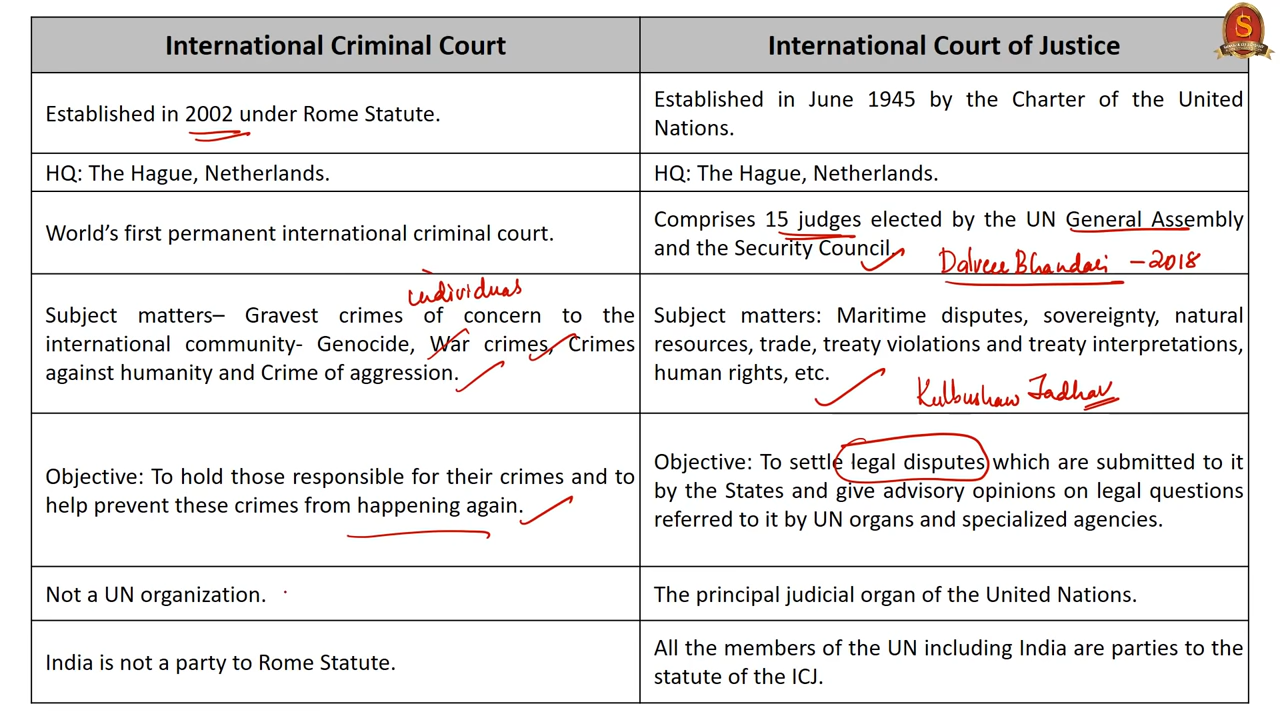 International Criminal Court
International Court of Justice
Established in 2002 under Rome Statute.
Established in June 1945 by the Charter of the United
Nations.
HQ: The Hague, Netherlands.
HQ: The Hague, Netherlands.
World's first permanent international criminal court.
Comprises 15 judges elected by the UN General Assembly
and the Security Council.
Dalveer Bhandari - 2018
individuas
Subject matters– Gravest crimes of concern to the
international community- Genocide, War crimes, Crimes
against humanity and Crime of aggression.
Subject matters: Maritime disputes, sovereignty, natural
resources, trade, treaty violations and treaty interpretations,
human rights, etc.
Kulbushan Jadhav
Objective: To hold those responsible for their crimes and to
help prevent these crimes from happening again.
Objective: To settle legal disputes which are submitted to it
by the States and give advisory opinions on legal questions
referred to it by UN organs and specialized agencies.
Not a UN organization.
The principal judicial organ of the United Nations.
India is not a party to Rome Statute.
All the members of the UN including India are parties to the
statute of the ICJ.
S